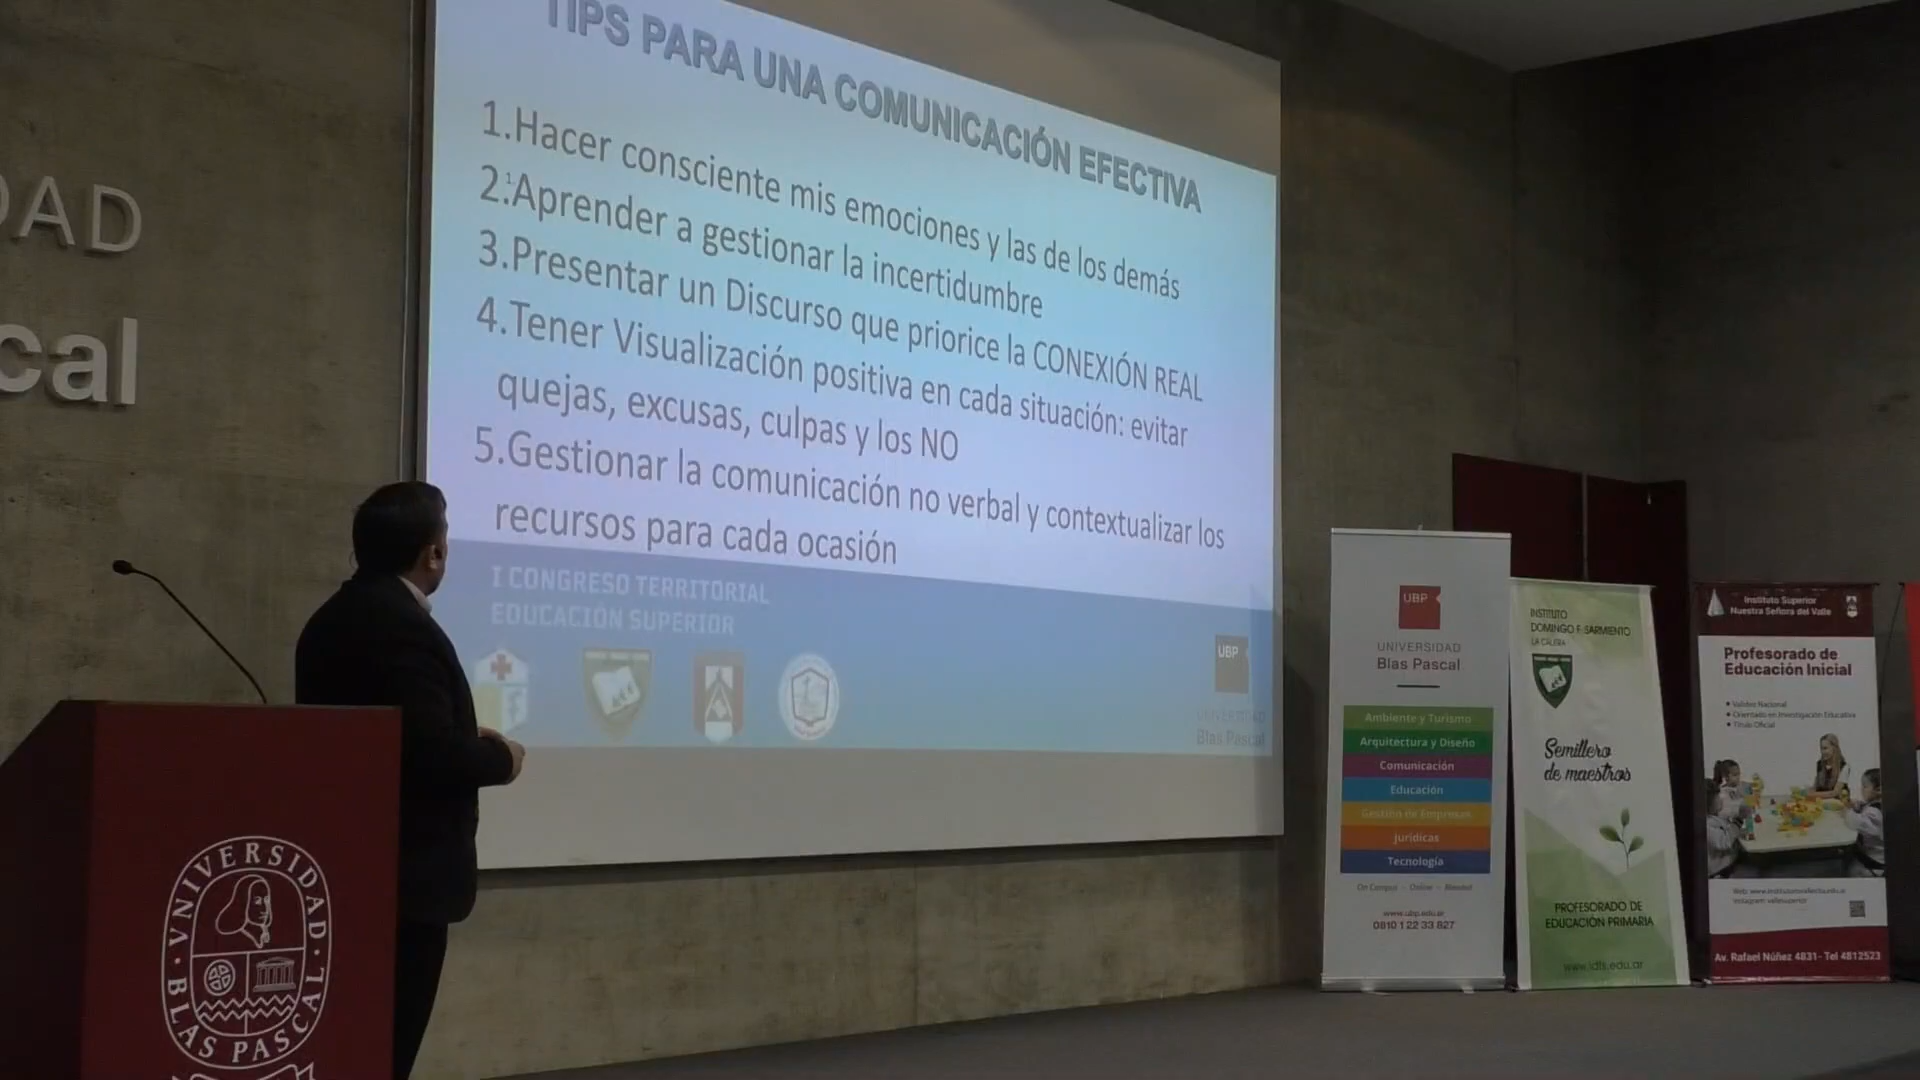 TIPS PARA UNA COMUNICACIÓN EFECTIVA
1.Hacer consciente mis emociones y las de los demás
2.Aprender a gestionar la incertidumbre
3.Presentar un Discurso que priorice la CONEXIÓN REAL
4.Tener Visualización positiva en cada situación: evitar
quejas, excusas, culpas y los NO
5.Gestionar la comunicación no verbal y contextualizar los
recursos para cada ocasión
I CONGRESO TERRITORIAL
EDUCACIÓN SUPERIOR
UBP
UNIVERSIDAD
Blas Pascal
DAD
cal
VNIVERSIDAD
BLAS PASCAL
UBP
UNIVERSIDAD
Blas Pascal
Ambiente y Turismo
Arquitectura y Diseño
Comunicación
Educación
Gestión de Empresas
Jurídicas
Tecnología
On Campus - Online - Blended
www.ubp.edu.ar
0810 1 22 33 827
INSTITUTO
DOMINGO F. SARMIENTO
LA CALERA
Semillero
de maestros
PROFESORADO DE
EDUCACIÓN PRIMARIA
www.idfs.edu.ar
Instituto Superior
Nuestra Señora del Valle
Profesorado de
Educación Inicial
Validez Nacional
Orientado en Investigación Educativa
Título Oficial
Av. Rafael Núñez 4831- Tel 4812523